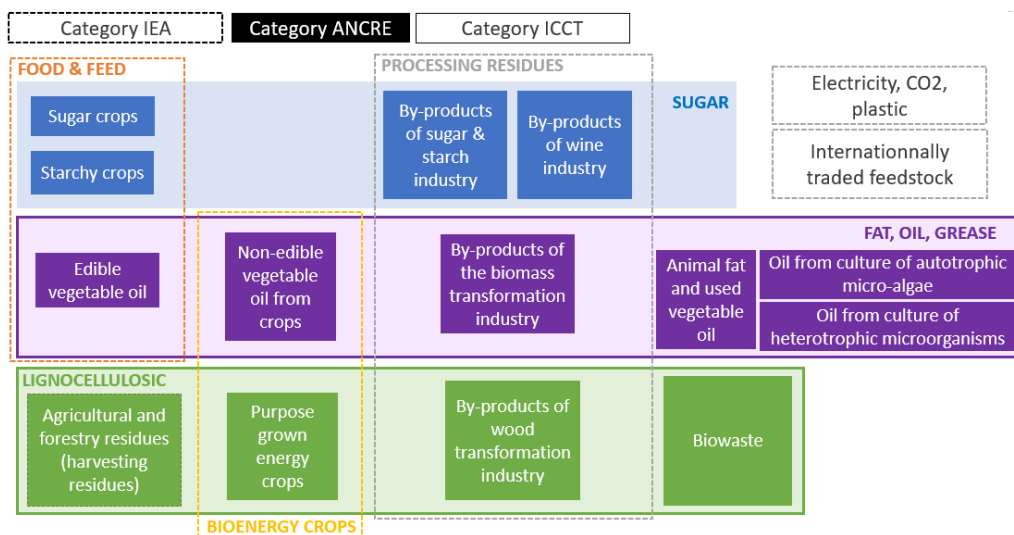 Category IEA
Category ANCRE
Category ICCT
FOOD & FEED
PROCESSING RESIDUES
SUGAR
Sugar crops
Starchy crops
By-products
of sugar &
starch
industry
By-products
of wine
industry
Electricity, CO2,
plastic
Internationnally
traded feedstock
FAT, OIL, GREASE
Edible
vegetable oil
Non-edible
vegetable
oil from
crops
By-products of
the biomass
transformation
industry
Animal fat
and used
vegetable
oil
Oil from culture of autotrophic
micro-algae
Oil from culture of
heterotrophic microorganisms
LIGNOCELLULOSIC
Agricultural and
forestry residues
(harvesting
residues)
Purpose
grown
energy
crops
By-products of
wood
transformation
industry
Biowaste
BIOENERGY CROPS